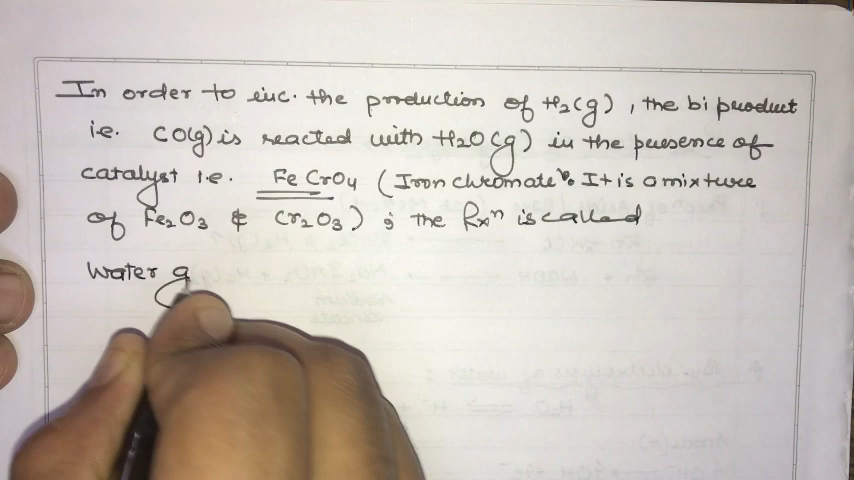 In order to inc. the production of H2(g), the bi product
i.e. CO(g) is reacted with H2O(g) in the presence of
catalyst i.e. FeCrO4 (Iron chromate % It is a mixture
of Fe2O3 & Cr2O3) ; the Rxn is called
Water g